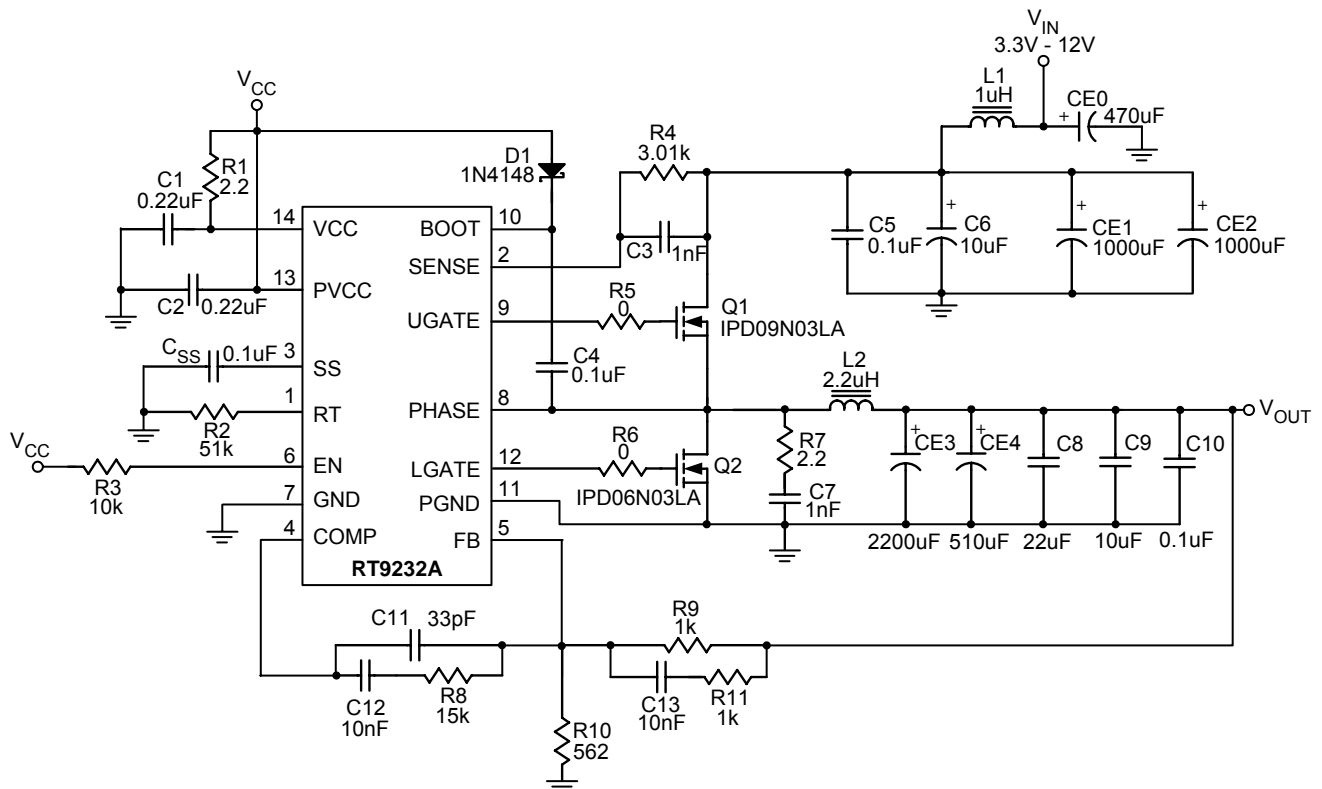 V_IN
3.3V - 12V
V_CC
L1
1uH
CE0
470uF
R4
3.01k
D1
1N4148
R1
2.2
C1
0.22uF
14
VCC
BOOT
10
C3
1nF
C5
0.1uF
C6
10uF
CE1
1000uF
CE2
1000uF
SENSE
2
13
PVCC
C2
0.22uF
R5
0
Q1
IPD09N03LA
UGATE
9
C_SS
0.1uF
3
SS
C4
0.1uF
L2
2.2uH
1
RT
PHASE
8
V_OUT
R2
51k
V_CC
R3
10k
6
EN
LGATE
12
R6
0
Q2
IPD06N03LA
R7
2.2
C7
1nF
CE3
CE4
C8
C9
C10
7
GND
PGND
11
4
COMP
FB
5
2200uF
510uF
22uF
10uF
0.1uF
RT9232A
C11
33pF
R9
1k
C12
10nF
R8
15k
C13
10nF
R11
1k
R10
562